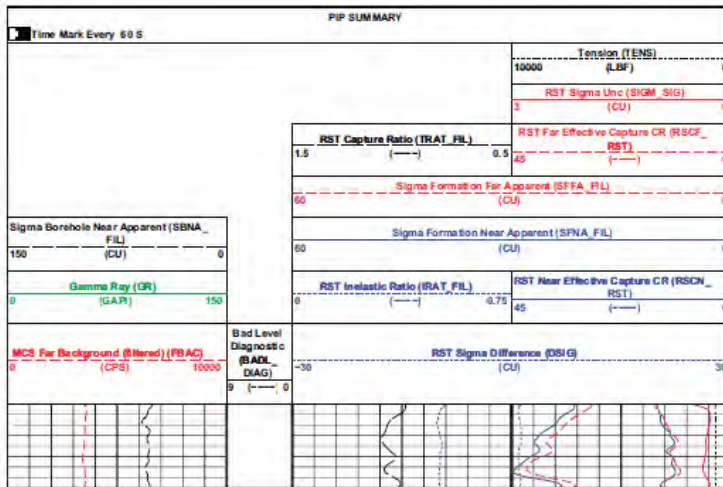 PIP SUMMARY
Time Mark Every 60 S
Tension (TENS)
10000 (LBF)
RST Sigma Unc (SIGM_SIG)
3 (CU)
RST Capture Ratio (TRAT_FIL)
1.5 (----) 0.5
RST Far Effective Capture CR (RSCF_
RST)
45 (----)
Sigma Formation Far Apparent (SFFA_FIL)
60 (CU)
Sigma Borehole Near Apparent (SBNA_
FIL)
150 (CU) 0
Sigma Formation Near Apparent (SFNA_FIL)
60 (CU)
Gamma Ray (GR)
0 (GAPI) 150
RST Inelastic Ratio (IRAT_FIL)
0 (----) 0.75
RST Near Effective Capture CR (RSCN_
RST)
45 (----)
MCS Far Background (filtered) (FBAC)
0 (CPS) 10000
Bad Level
Diagnostic
(BADL_
DIAG)
9 (----) 0
RST Sigma Difference (DSIG)
-30 (CU) 30